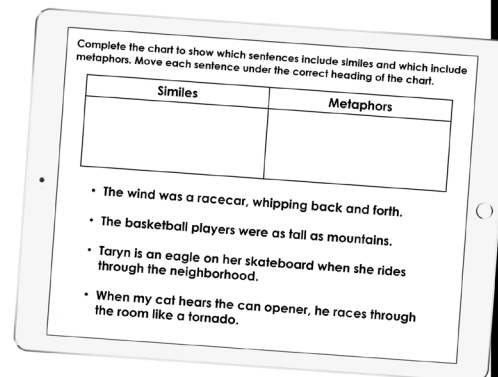 Complete the chart to show which sentences include similes and which include
metaphors. Move each sentence under the correct heading of the chart.
Similes
Metaphors
• The wind was a racecar, whipping back and forth.
• The basketball players were as tall as mountains.
• Taryn is an eagle on her skateboard when she rides
through the neighborhood.
• When my cat hears the can opener, he races through
the room like a tornado.